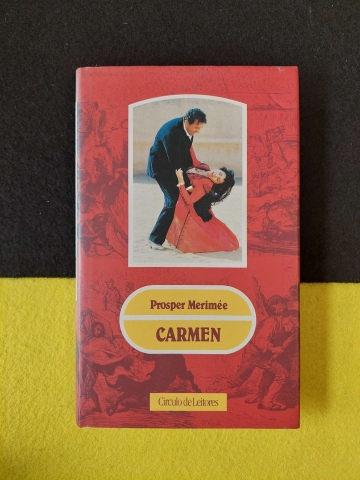 Prosper Merimée
CARMEN
Círculo de Leitores